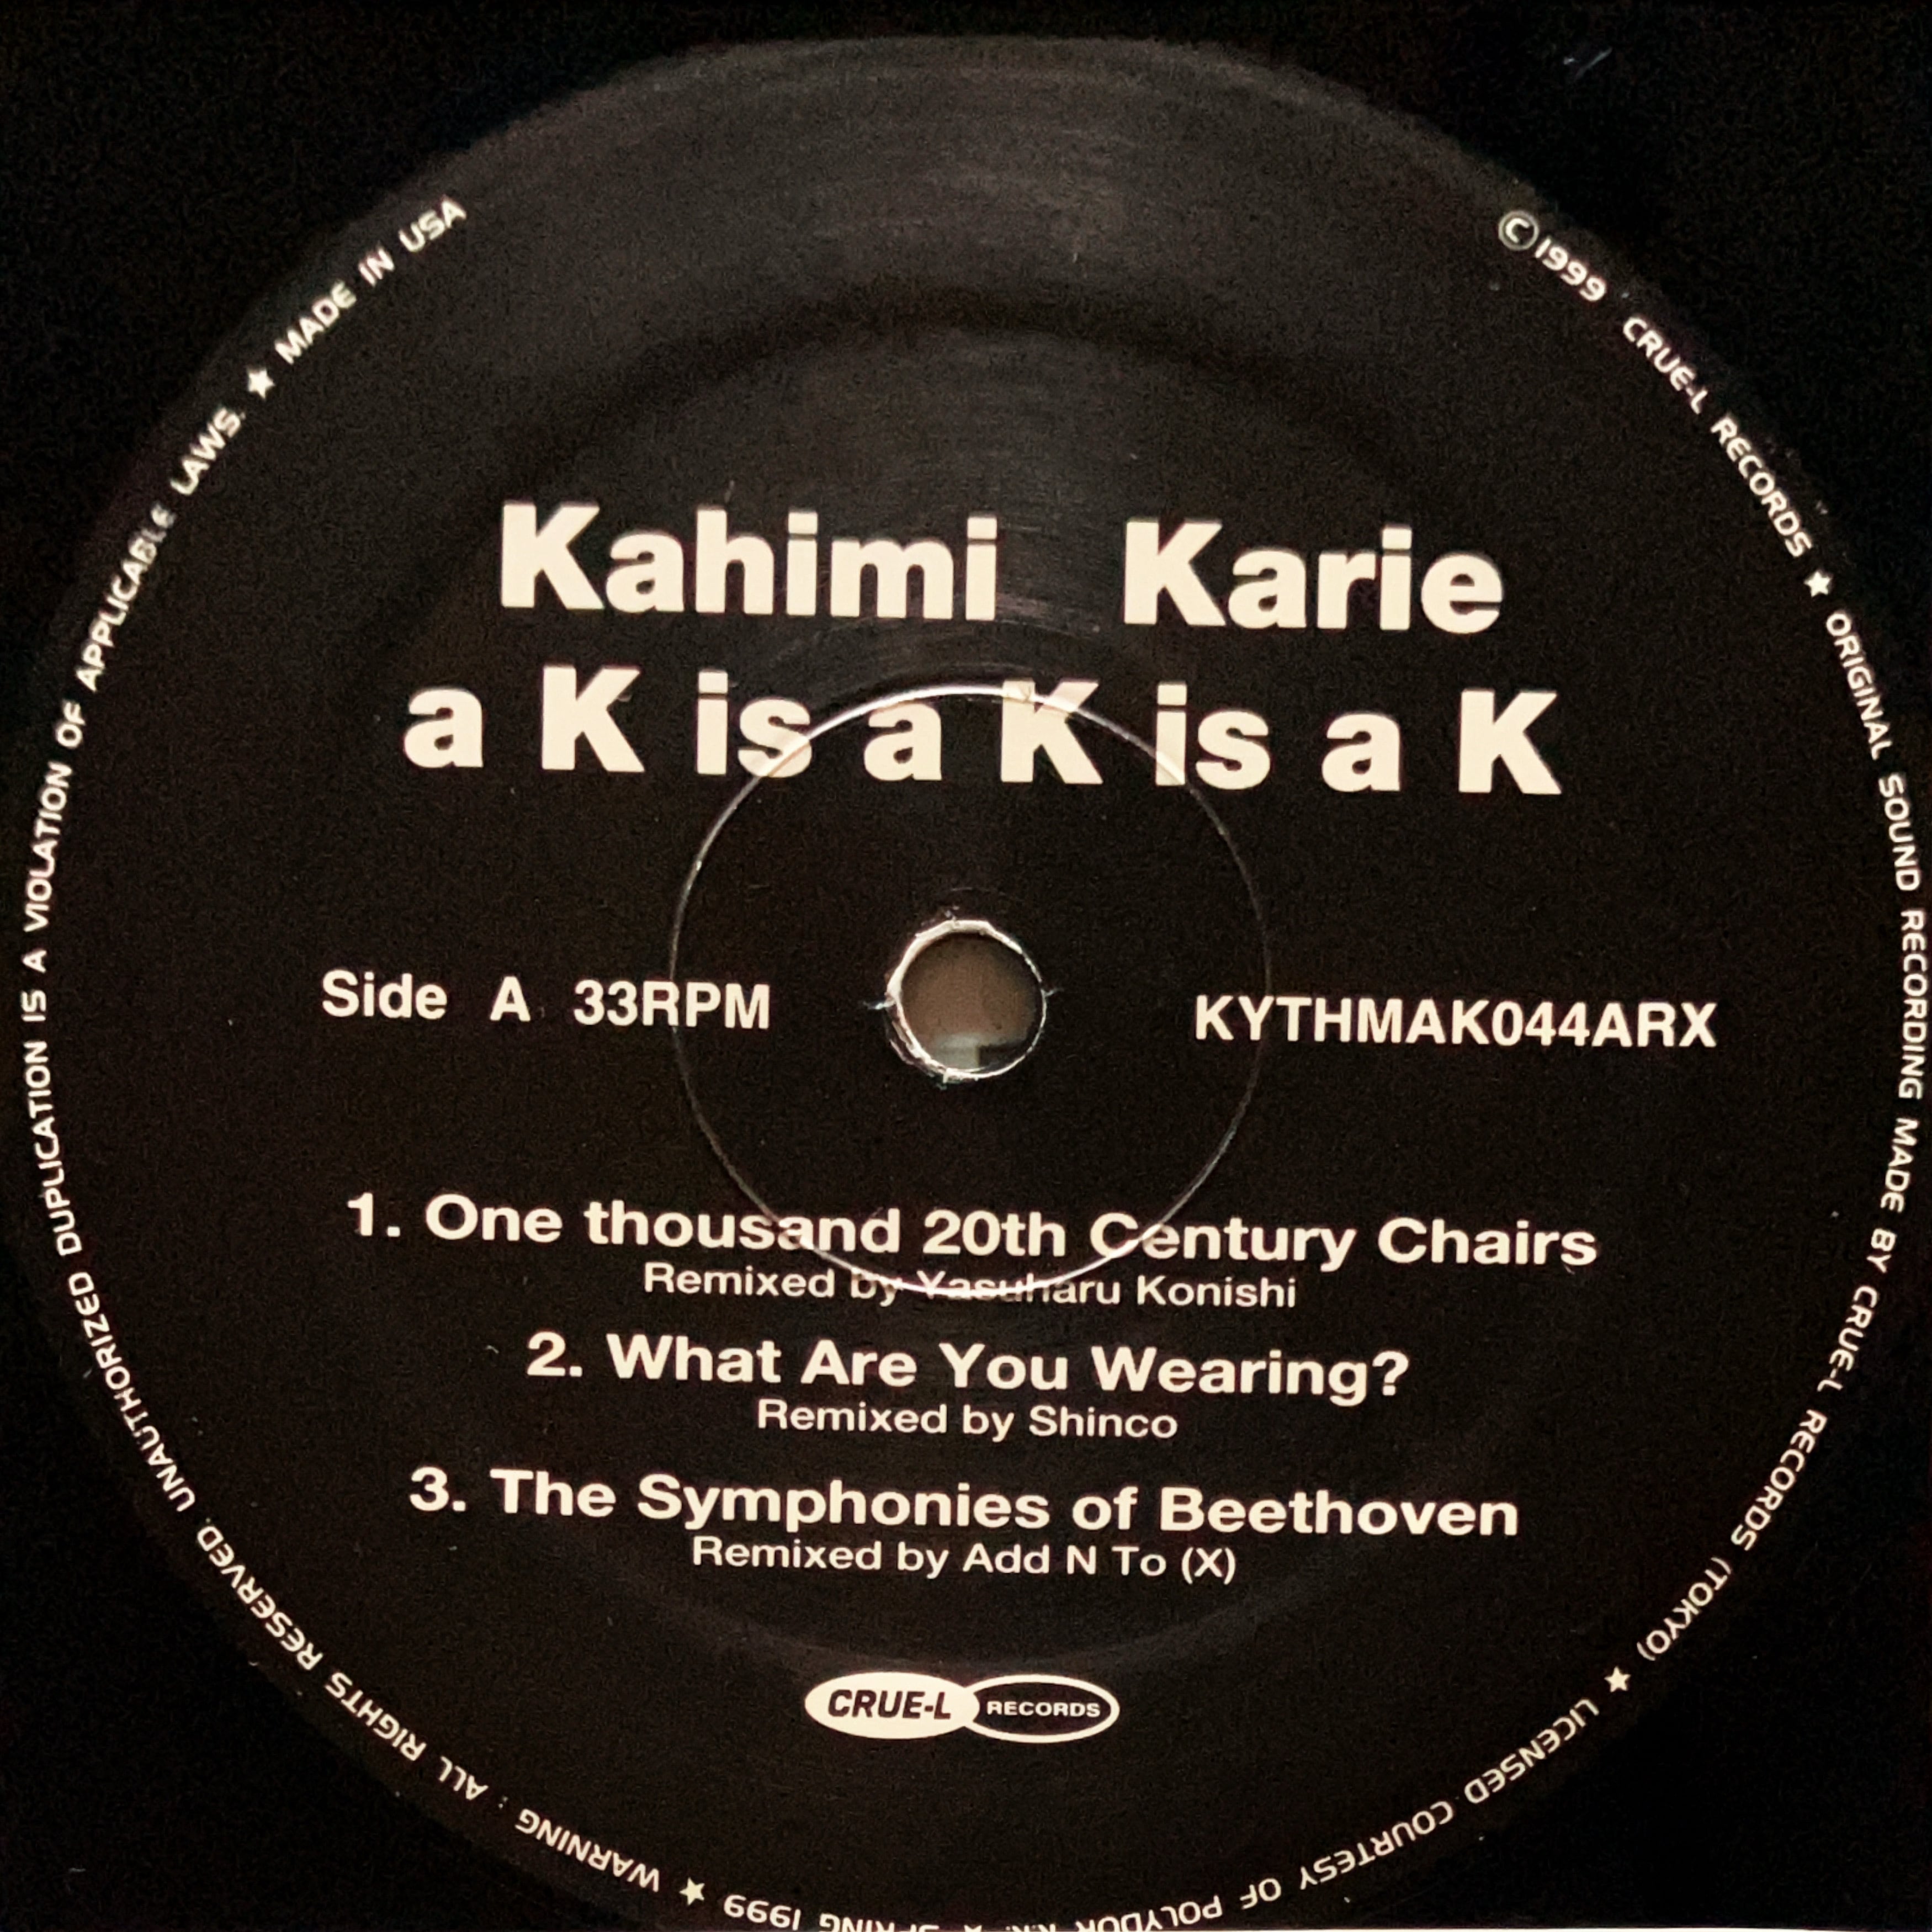 Kahimi Karie
a K is a K is a K
Side A 33RPM
KYTHMAK044ARX
1. One thousand 20th Century Chairs
Remixed by Yasuharu Konishi
2. What Are You Wearing?
Remixed by Shinco
3. The Symphonies of Beethoven
Remixed by Add N To (X)
CRUE-L RECORDS
©1999 CRUE-L RECORDS ★ ORIGINAL SOUND RECORDING MADE BY CRUE-L RECORDS (TOKYO) ★ LICENSED COURTESY OF POLYDOR 1999 ★ WARNING : ALL RIGHTS RESERVED. UNAUTHORIZED DUPLICATION IS A VIOLATION OF APPLICABLE LAWS. ★ MADE IN USA